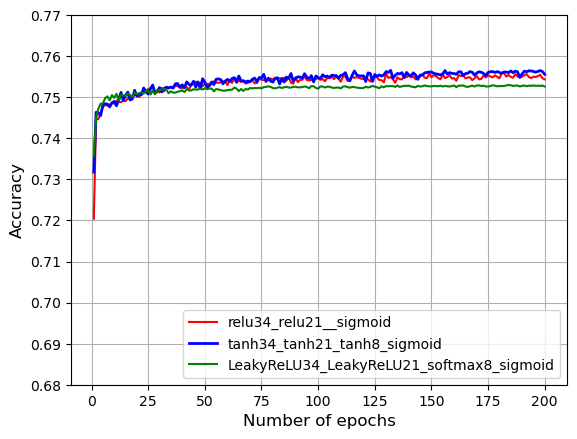 0.77
0.76
0.75
0.74
0.73
0.72
0.71
0.70
0.69
0.68
Accuracy
relu34_relu21__sigmoid
tanh34_tanh21_tanh8_sigmoid
LeakyReLU34_LeakyReLU21_softmax8_sigmoid
0 25 50 75 100 125 150 175 200
Number of epochs